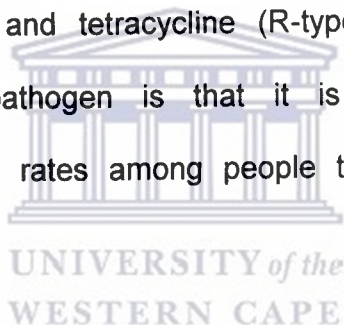 and tetracycline (R-type
pathogen is that it is
rates among people t
UNIVERSITY of the
WESTERN CAPE